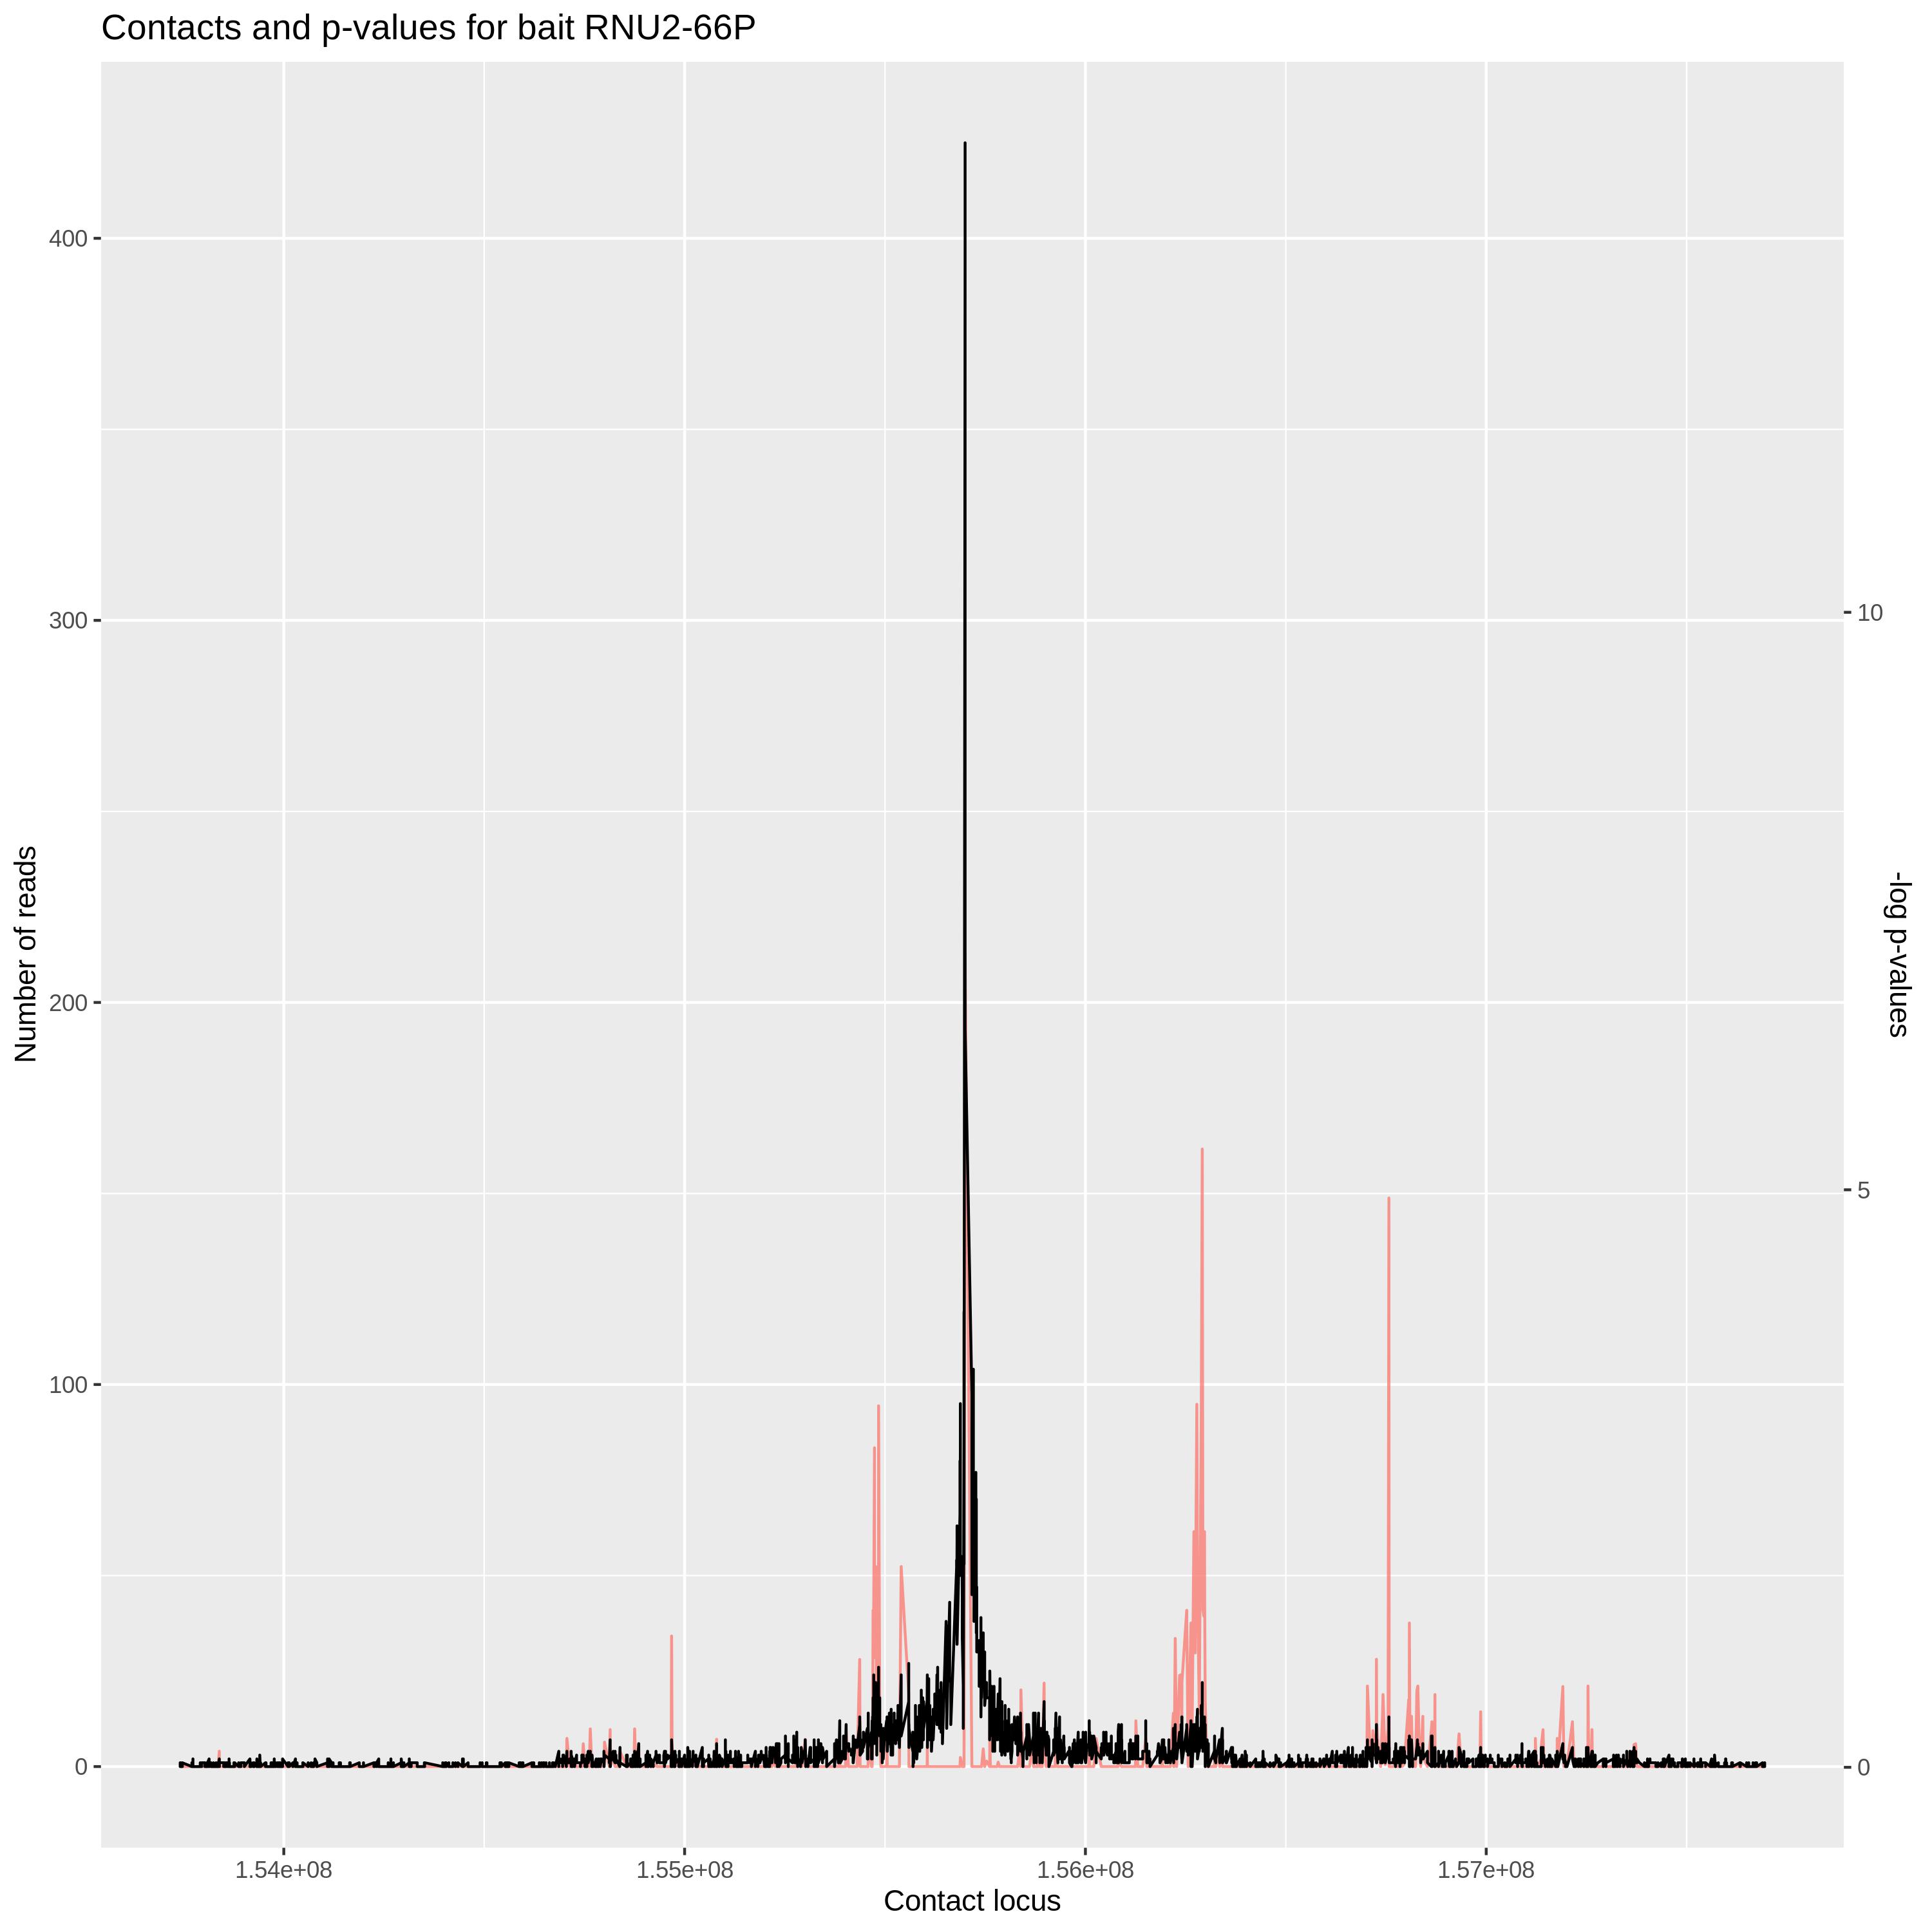 Contacts and p-values for bait RNU2-66P
Number of reads
400
300
200
100
0
10
5
0
-log p-values
1.54e+08
1.55e+08
1.56e+08
1.57e+08
Contact locus